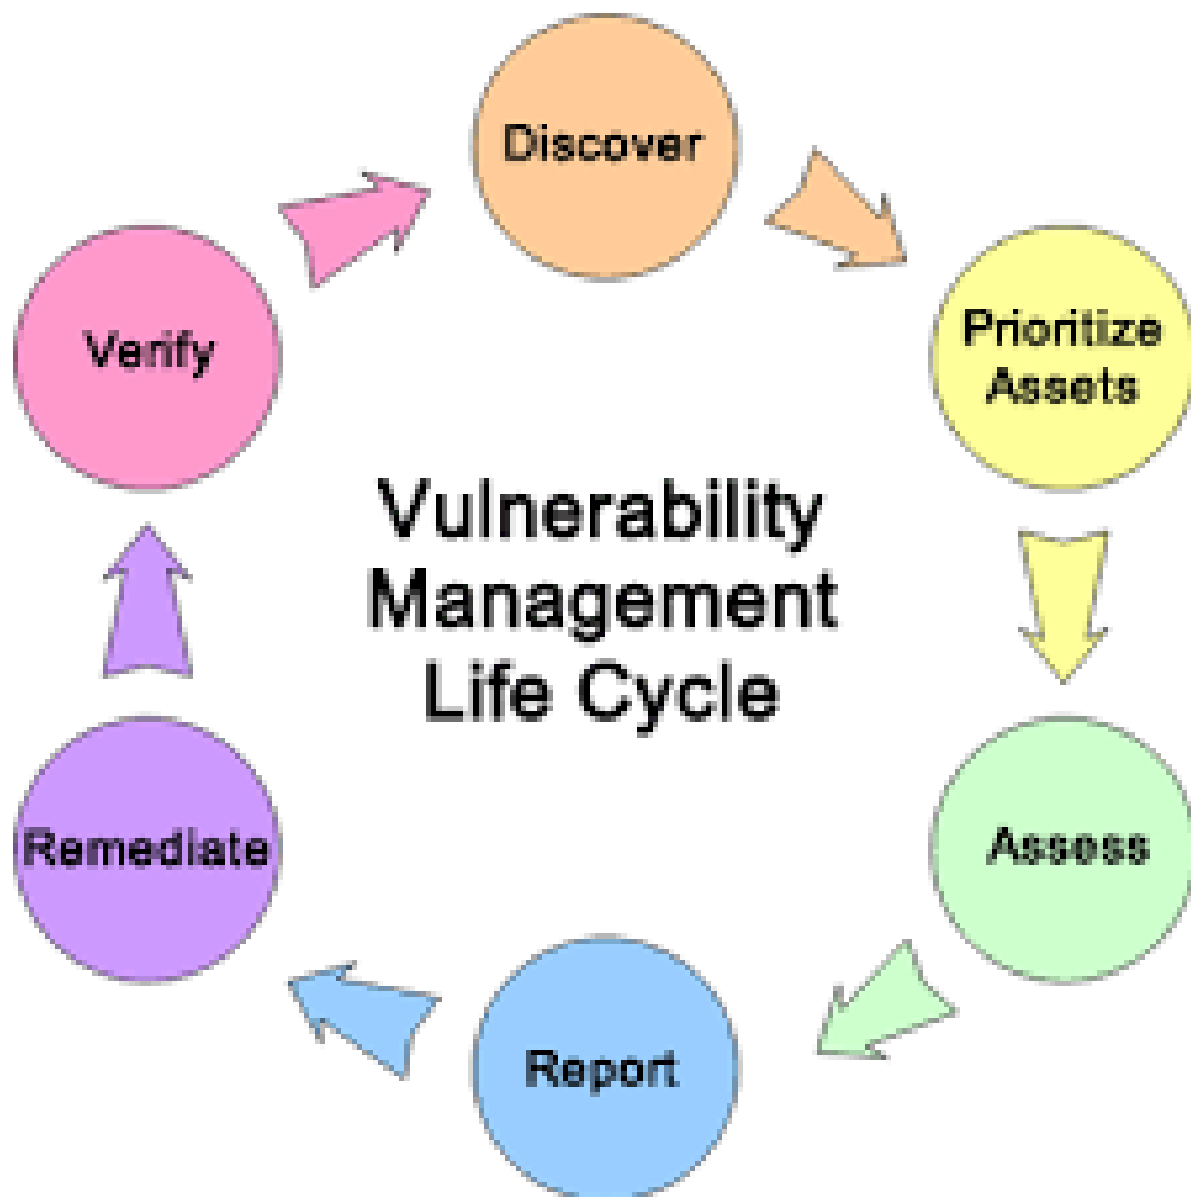 Discover
Prioritize
Assets
Assess
Report
Remediate
Verify
Vulnerability
Management
Life Cycle